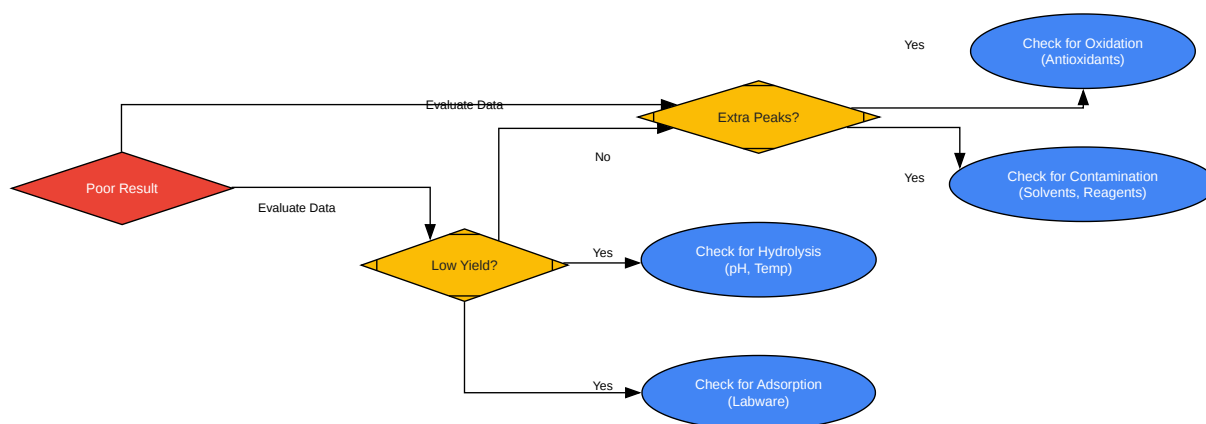 Yes
Check for Oxidation
(Antioxidants)
Evaluate Data
Extra Peaks?
No
Yes
Check for Contamination
(Solvents, Reagents)
Poor Result
Evaluate Data
Low Yield?
Yes
Check for Hydrolysis
(pH, Temp)
Yes
Check for Adsorption
(Labware)